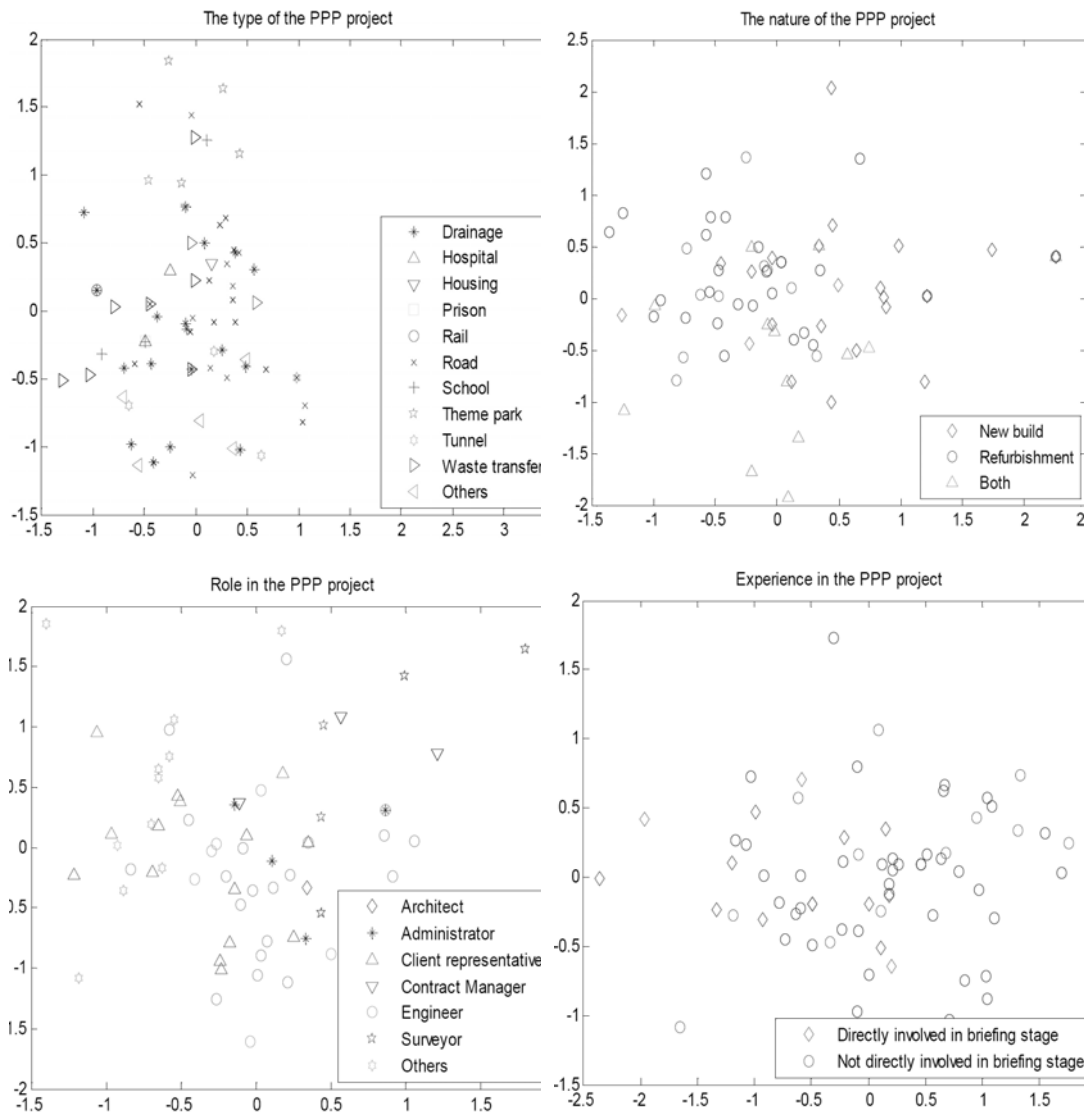 The type of the PPP project
2
1.5
1
0.5
0
-0.5
-1
-1.5
-1.5 -1 -0.5 0 0.5 1 1.5 2 2.5 3
Drainage
Hospital
Housing
Prison
Rail
Road
School
Theme park
Tunnel
Waste transfer
Others
The nature of the PPP project
2.5
2
1.5
1
0.5
0
-0.5
-1
-1.5
-2
-1.5 -1 -0.5 0 0.5 1 1.5 2
New build
Refurbishment
Both
Role in the PPP project
2
1.5
1
0.5
0
-0.5
-1
-1.5
-2
-1.5 -1 -0.5 0 0.5 1 1.5
Architect
Administrator
Client representative
Contract Manager
Engineer
Surveyor
Others
Experience in the PPP project
2
1.5
1
0.5
0
-0.5
-1
-1.5
-2.5 -2 -1.5 -1 -0.5 0 0.5 1 1.5
Directly involved in briefing stage
Not directly involved in briefing stage